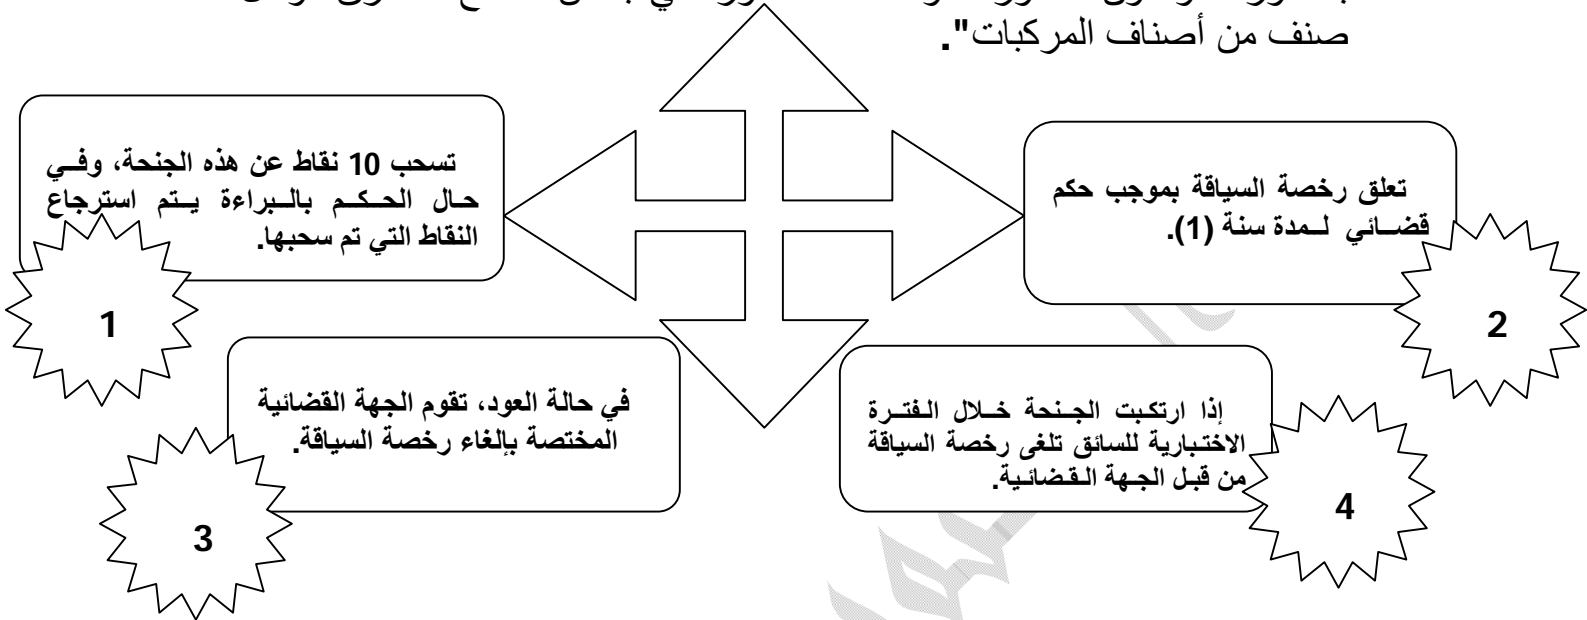 صنف من أصناف المركبات".
تسحب 10 نقاط عن هذه الجنحة، وفي
حال الحكم بالبراءة يتم استرجاع
النقاط التي تم سحبها.
1
تعلق رخصة السياقة بموجب حكم
قضائي لمدة سنة (1).
2
في حالة العود، تقوم الجهة القضائية
المختصة بإلغاء رخصة السياقة.
3
إذا ارتكبت الجنحة خلال الفترة
الاختبارية للسائق تلغى رخصة السياقة
من قبل الجهة القضائية.
4